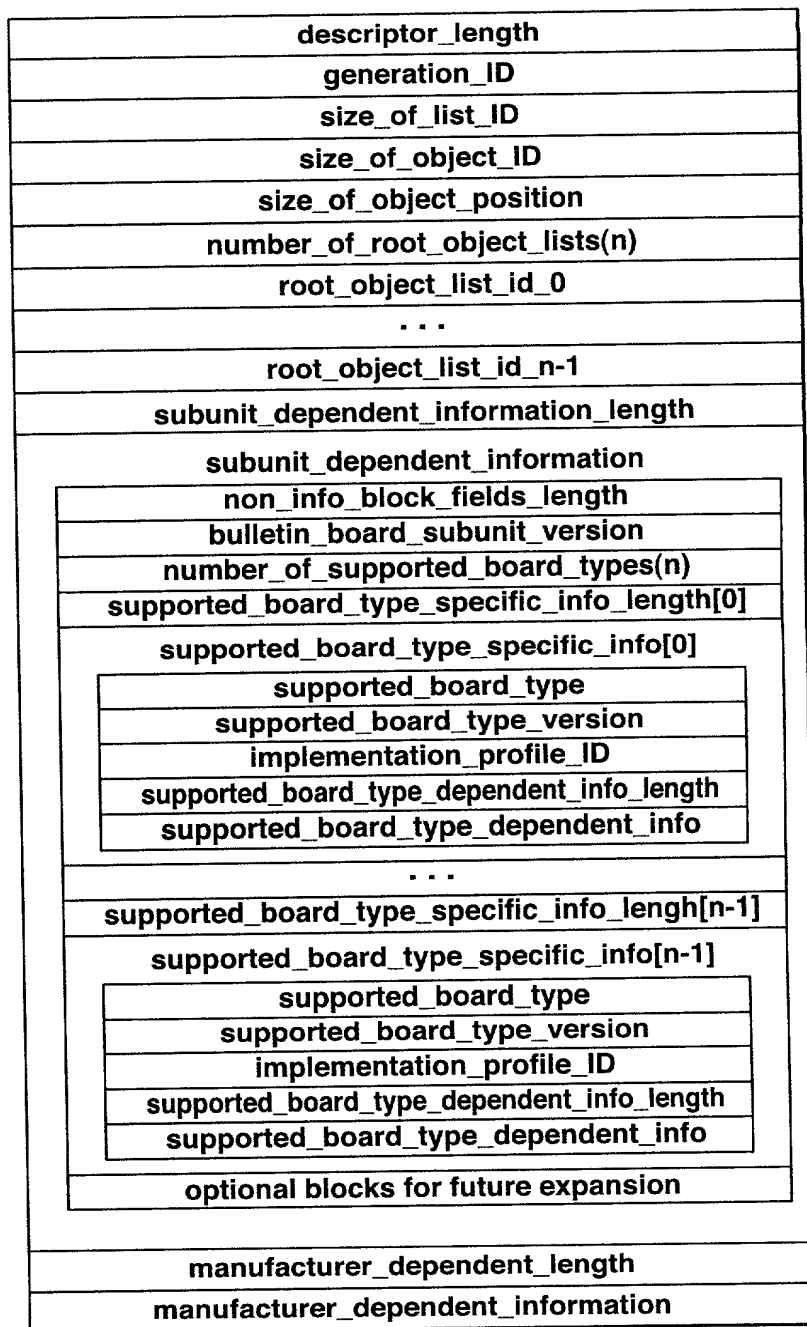 descriptor_length
generation_ID
size_of_list_ID
size_of_object_ID
size_of_object_position
number_of_root_object_lists(n)
root_object_list_id_0
. . .
root_object_list_id_n-1
subunit_dependent_information_length
subunit_dependent_information
non_info_block_fields_length
bulletin_board_subunit_version
number_of_supported_board_types(n)
supported_board_type_specific_info_length[0]
supported_board_type_specific_info[0]
supported_board_type
supported_board_type_version
implementation_profile_ID
supported_board_type_dependent_info_length
supported_board_type_dependent_info
. . .
supported_board_type_specific_info_lengh[n-1]
supported_board_type_specific_info[n-1]
supported_board_type
supported_board_type_version
implementation_profile_ID
supported_board_type_dependent_info_length
supported_board_type_dependent_info
optional blocks for future expansion
manufacturer_dependent_length
manufacturer_dependent_information